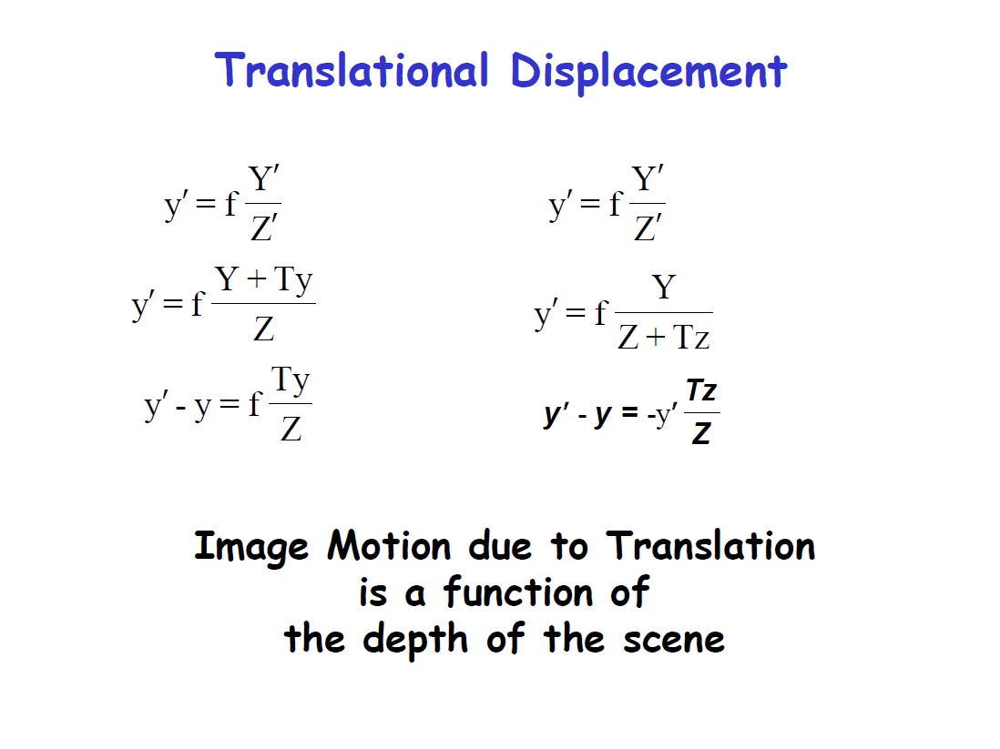 Translational Displacement
y′ = f Y′/Z′
y′ = f Y′/Z′
y′ = f (Y + Ty)/Z
y′ = f Y/(Z + Tz)
y′ - y = f Ty/Z
y′ - y = -y′ Tz/Z
Image Motion due to Translation
is a function of
the depth of the scene